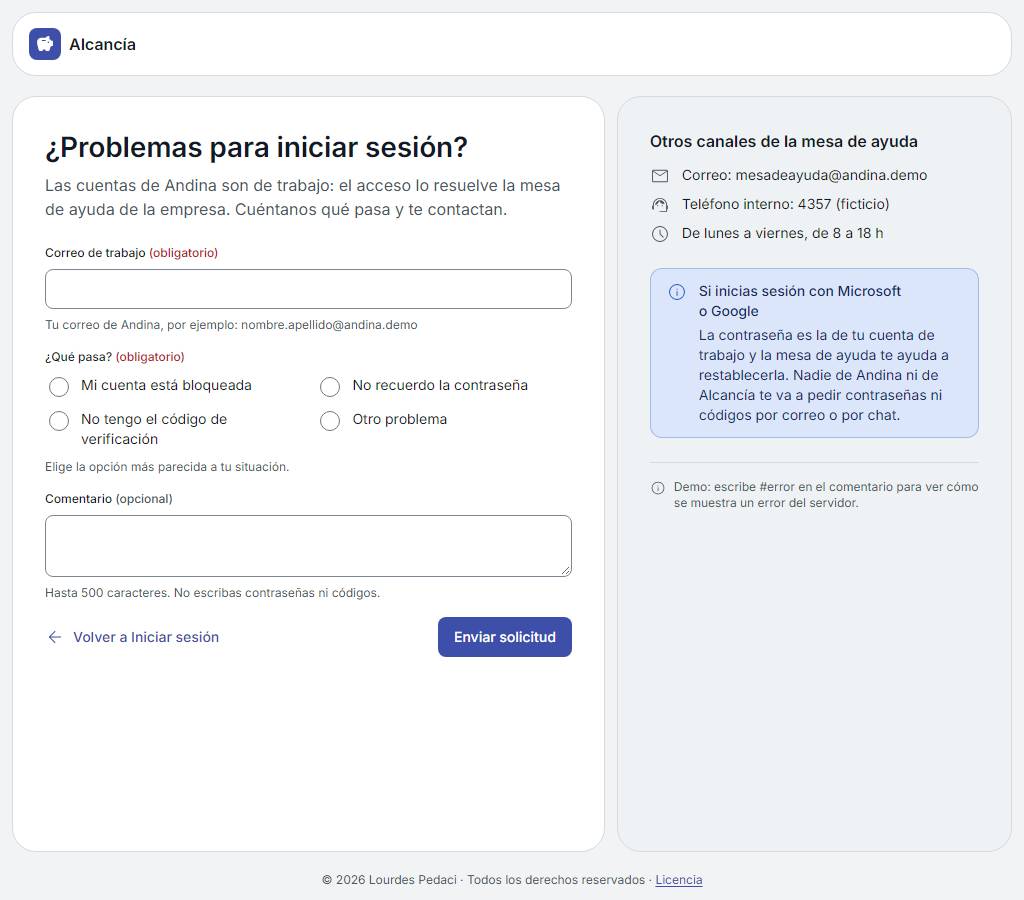 Alcancía
¿Problemas para iniciar sesión?
Las cuentas de Andina son de trabajo: el acceso lo resuelve la mesa
de ayuda de la empresa. Cuéntanos qué pasa y te contactan.
Correo de trabajo (obligatorio)
Tu correo de Andina, por ejemplo: nombre.apellido@andina.demo
¿Qué pasa? (obligatorio)
Mi cuenta está bloqueada
No recuerdo la contraseña
No tengo el código de
verificación
Otro problema
Elige la opción más parecida a tu situación.
Comentario (opcional)
Hasta 500 caracteres. No escribas contraseñas ni códigos.
Volver a Iniciar sesión
Enviar solicitud
Otros canales de la mesa de ayuda
Correo: mesadeayuda@andina.demo
Teléfono interno: 4357 (ficticio)
De lunes a viernes, de 8 a 18 h
Si inicias sesión con Microsoft
o Google
La contraseña es la de tu cuenta de
trabajo y la mesa de ayuda te ayuda a
restablecerla. Nadie de Andina ni de
Alcancía te va a pedir contraseñas ni
códigos por correo o por chat.
Demo: escribe #error en el comentario para ver cómo
se muestra un error del servidor.
© 2026 Lourdes Pedaci · Todos los derechos reservados · Licencia